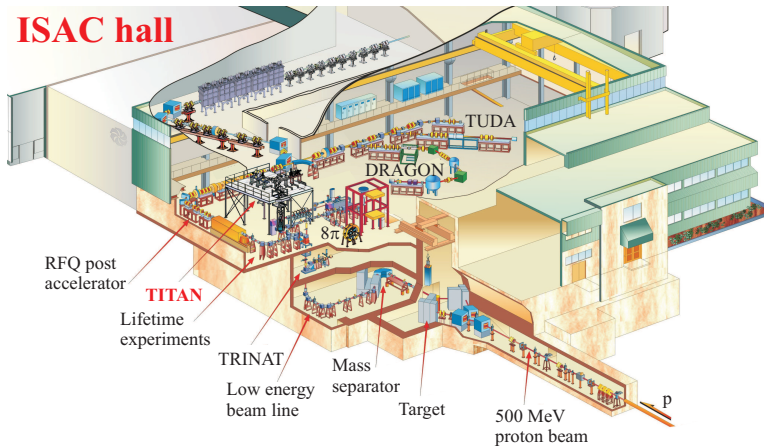 ISAC hall
TUDA
DRAGON
8π
RFQ post
accelerator
TITAN
Lifetime
experiments
TRINAT
Low energy
beam line
Mass
separator
Target
500 MeV
proton beam
p